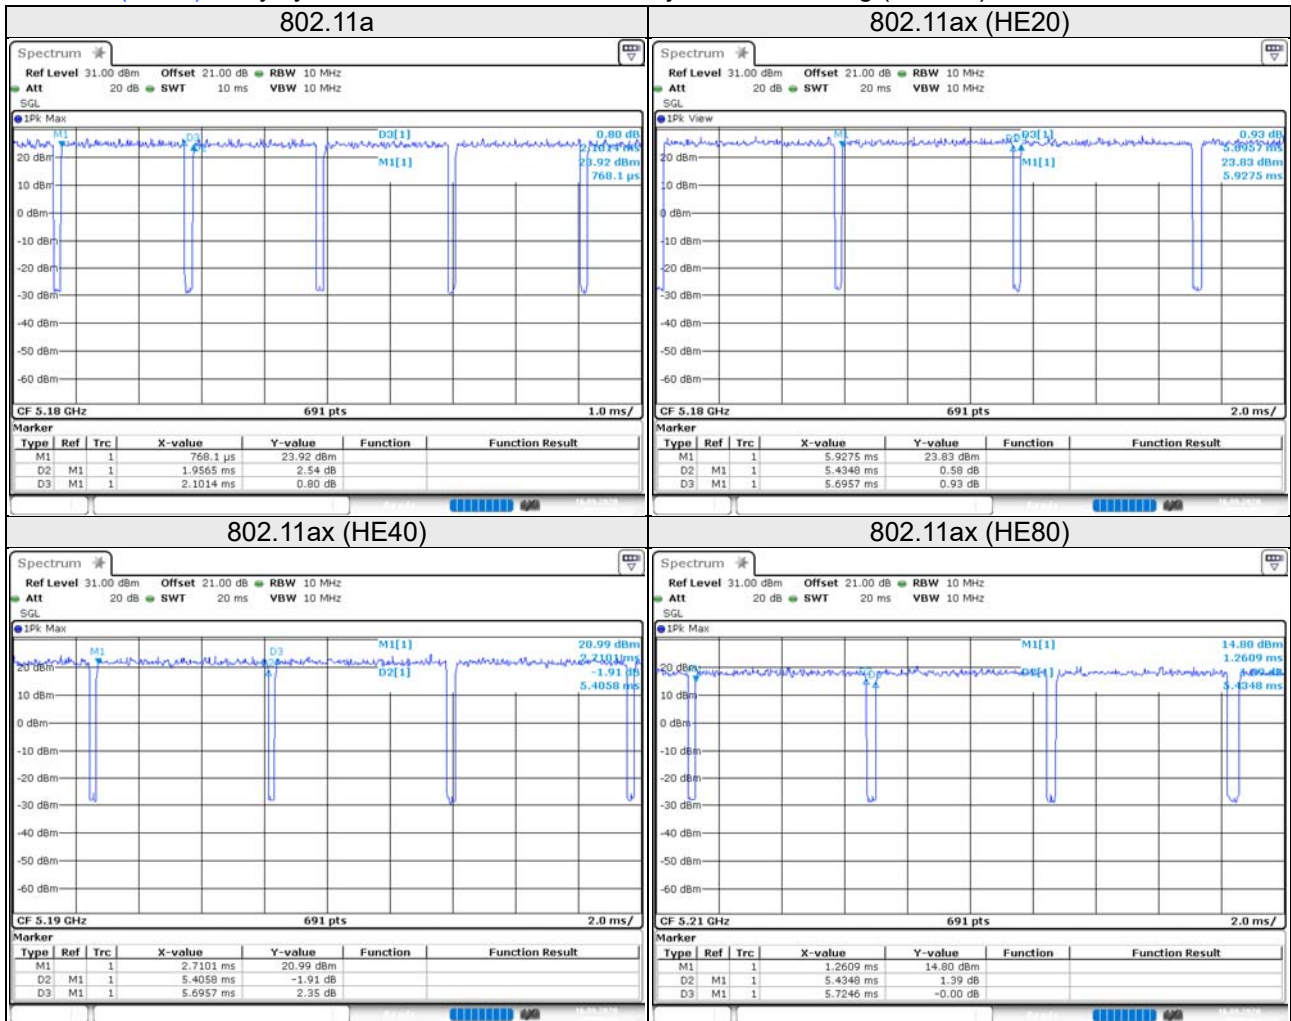 802.11a
802.11ax (HE20)
Spectrum
Ref Level 31.00 dBm Offset 21.00 dB RBW 10 MHz
Att 20 dB SWT 10 ms VBW 10 MHz
SGL
1Pk Max
M1
D3
D3[1] 0.80 dB
2.1014 ms
M1[1] 23.92 dBm
768.1 µs
20 dBm
10 dBm
0 dBm
-10 dBm
-20 dBm
-30 dBm
-40 dBm
-50 dBm
-60 dBm
CF 5.18 GHz 691 pts 1.0 ms/
Marker
Type Ref Trc X-value Y-value Function Function Result
M1 1 768.1 µs 23.92 dBm
D2 M1 1 1.9565 ms 2.54 dB
D3 M1 1 2.1014 ms 0.80 dB
Spectrum
Ref Level 31.00 dBm Offset 21.00 dB RBW 10 MHz
Att 20 dB SWT 20 ms VBW 10 MHz
SGL
1Pk View
M1
D3[1] 0.93 dB
5.6957 ms
M1[1] 23.83 dBm
5.9275 ms
20 dBm
10 dBm
0 dBm
-10 dBm
-20 dBm
-30 dBm
-40 dBm
-50 dBm
-60 dBm
CF 5.18 GHz 691 pts 2.0 ms/
Marker
Type Ref Trc X-value Y-value Function Function Result
M1 1 5.9275 ms 23.83 dBm
D2 M1 1 5.4348 ms 0.58 dB
D3 M1 1 5.6957 ms 0.93 dB
802.11ax (HE40)
802.11ax (HE80)
Spectrum
Ref Level 31.00 dBm Offset 21.00 dB RBW 10 MHz
Att 20 dB SWT 20 ms VBW 10 MHz
SGL
1Pk Max
M1
D3
M1[1] 20.99 dBm
2.7101 ms
D2[1] -1.91 dB
5.4058 ms
20 dBm
10 dBm
0 dBm
-10 dBm
-20 dBm
-30 dBm
-40 dBm
-50 dBm
-60 dBm
CF 5.19 GHz 691 pts 2.0 ms/
Marker
Type Ref Trc X-value Y-value Function Function Result
M1 1 2.7101 ms 20.99 dBm
D2 M1 1 5.4058 ms -1.91 dB
D3 M1 1 5.6957 ms 2.35 dB
Spectrum
Ref Level 31.00 dBm Offset 21.00 dB RBW 10 MHz
Att 20 dB SWT 20 ms VBW 10 MHz
SGL
1Pk Max
M1[1] 14.80 dBm
1.2609 ms
D2[1] 1.39 dB
5.4348 ms
20 dBm
10 dBm
0 dBm
-10 dBm
-20 dBm
-30 dBm
-40 dBm
-50 dBm
-60 dBm
CF 5.21 GHz 691 pts 2.0 ms/
Marker
Type Ref Trc X-value Y-value Function Function Result
M1 1 1.2609 ms 14.80 dBm
D2 M1 1 5.4348 ms 1.39 dB
D3 M1 1 5.7246 ms -0.00 dB